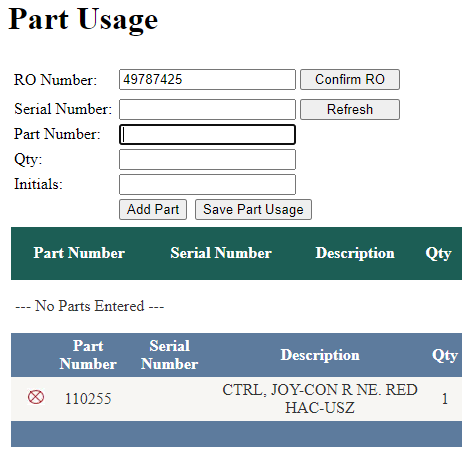 Part Usage
RO Number: 49787425 Confirm RO
Serial Number: Refresh
Part Number:
Qty:
Initials:
Add Part Save Part Usage
Part Number Serial Number Description Qty
--- No Parts Entered ---
Part Number Serial Number Description Qty
110255 CTRL, JOY-CON R NE. RED 1
HAC-USZ